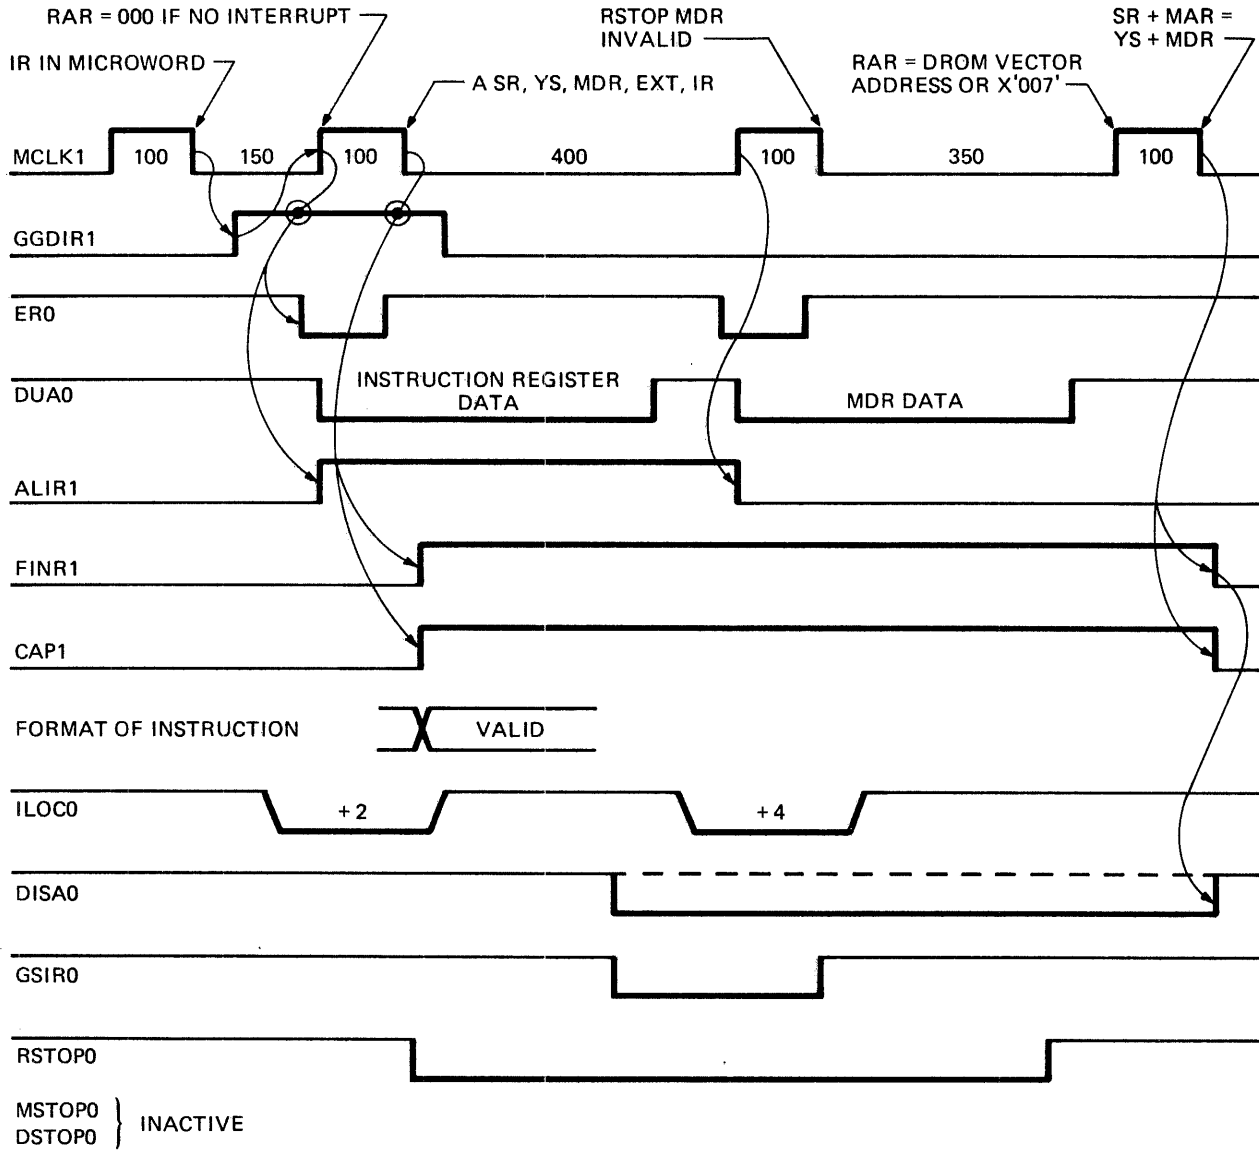 RAR = 000 IF NO INTERRUPT
RSTOP MDR
INVALID
SR + MAR =
YS + MDR
IR IN MICROWORD
A SR, YS, MDR, EXT, IR
RAR = DROM VECTOR
ADDRESS OR X'007'
MCLK1 100 150 100 400 100 350 100
GGDIR1
ER0
DUA0
INSTRUCTION REGISTER
DATA
MDR DATA
ALIR1
FINR1
CAP1
FORMAT OF INSTRUCTION VALID
ILOC0 +2 +4
DISA0
GSIR0
RSTOP0
MSTOP0
DSTOP0
INACTIVE